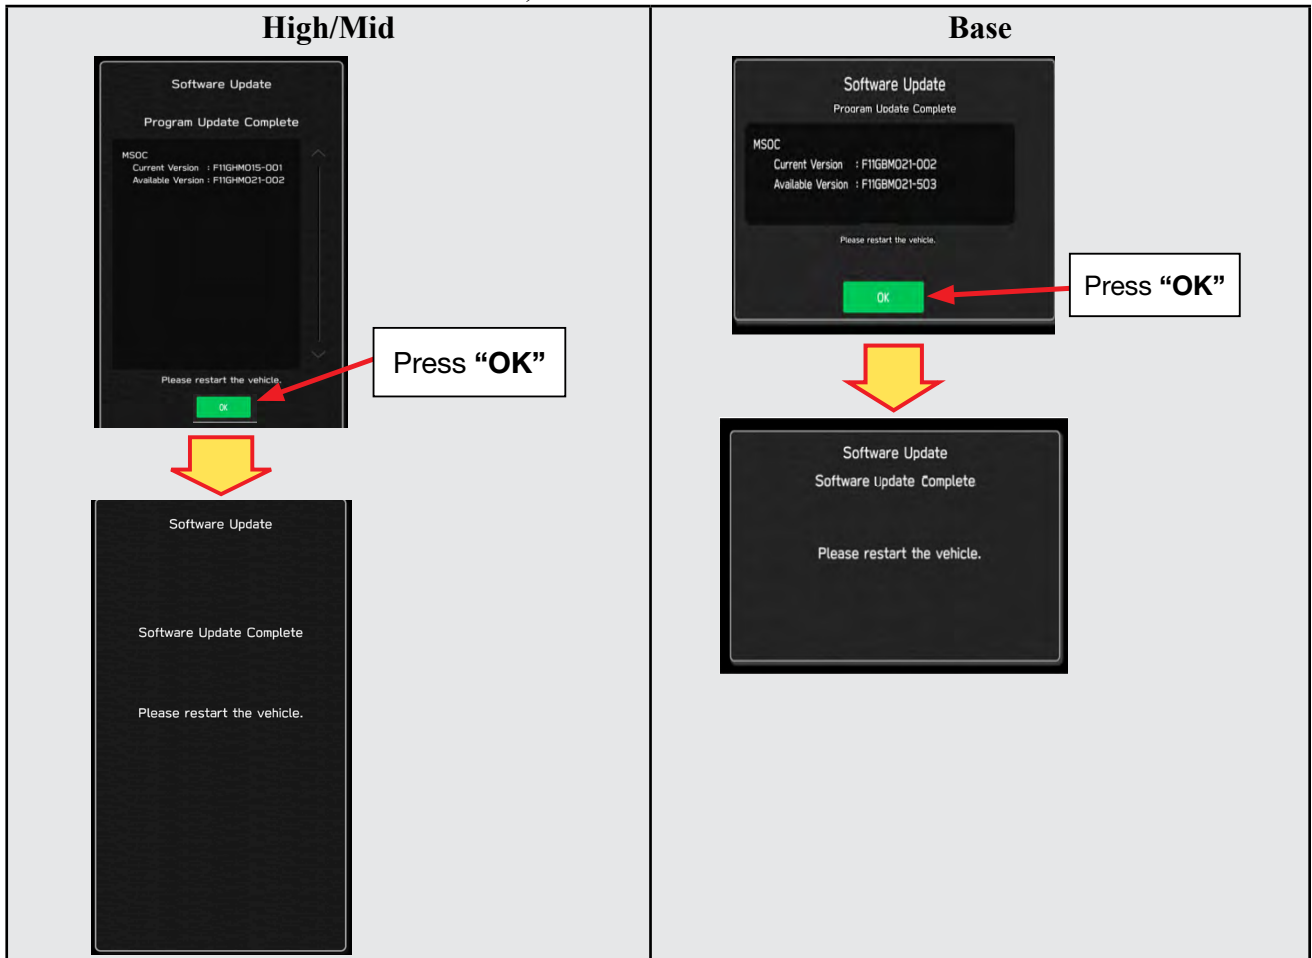 High/Mid
Software Update
Program Update Complete
MSOC
Current Version : F11GHM015-001
Available Version : F11GHM021-002
Please restart the vehicle.
OK
Press “OK”
Software Update
Software Update Complete
Please restart the vehicle.
Base
Software Update
Program Update Complete
MSOC
Current Version : F11GBM021-002
Available Version : F11GBM021-503
Please restart the vehicle.
OK
Press “OK”
Software Update
Software Update Complete
Please restart the vehicle.